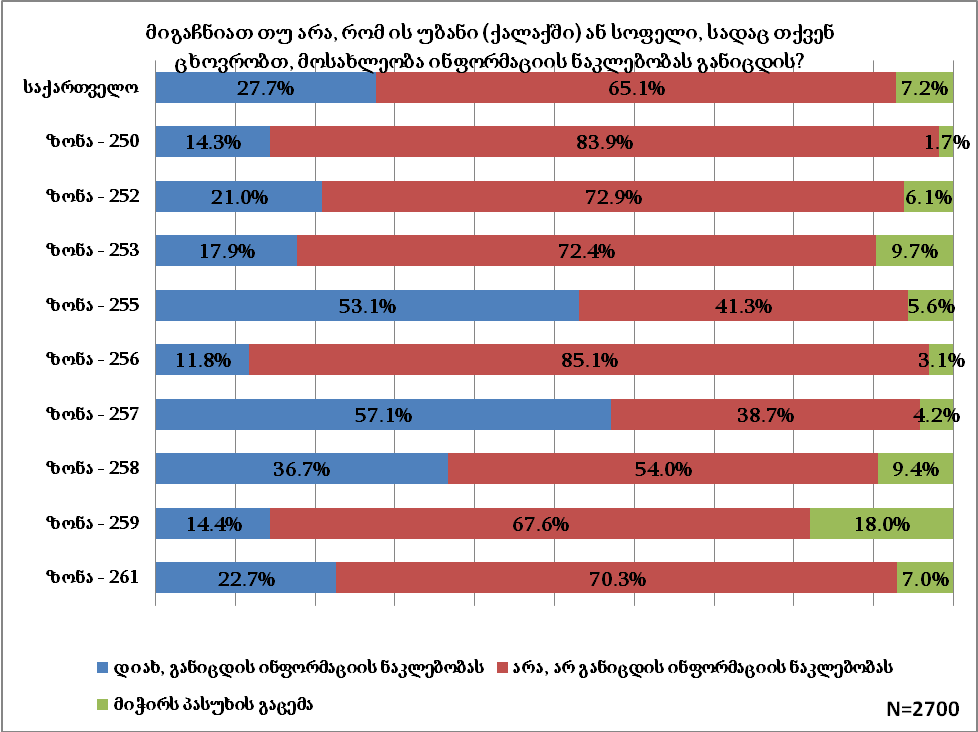 მიგაჩნიათ თუ არა, რომ ის უბანი (ქალაქში) ან სოფელი, სადაც თქვენ
ცხოვრობთ, მოსახლეობა ინფორმაციის ნაკლებობას განიცდის?
საქართველო 27.7% 65.1% 7.2%
ზონა - 250 14.3% 83.9% 1.7%
ზონა - 252 21.0% 72.9% 6.1%
ზონა - 253 17.9% 72.4% 9.7%
ზონა - 255 53.1% 41.3% 5.6%
ზონა - 256 11.8% 85.1% 3.1%
ზონა - 257 57.1% 38.7% 4.2%
ზონა - 258 36.7% 54.0% 9.4%
ზონა - 259 14.4% 67.6% 18.0%
ზონა - 261 22.7% 70.3% 7.0%
დიახ, განიცდის ინფორმაციის ნაკლებობას არა, არ განიცდის ინფორმაციის ნაკლებობას
მიჭირს პასუხის გაცემა
N=2700